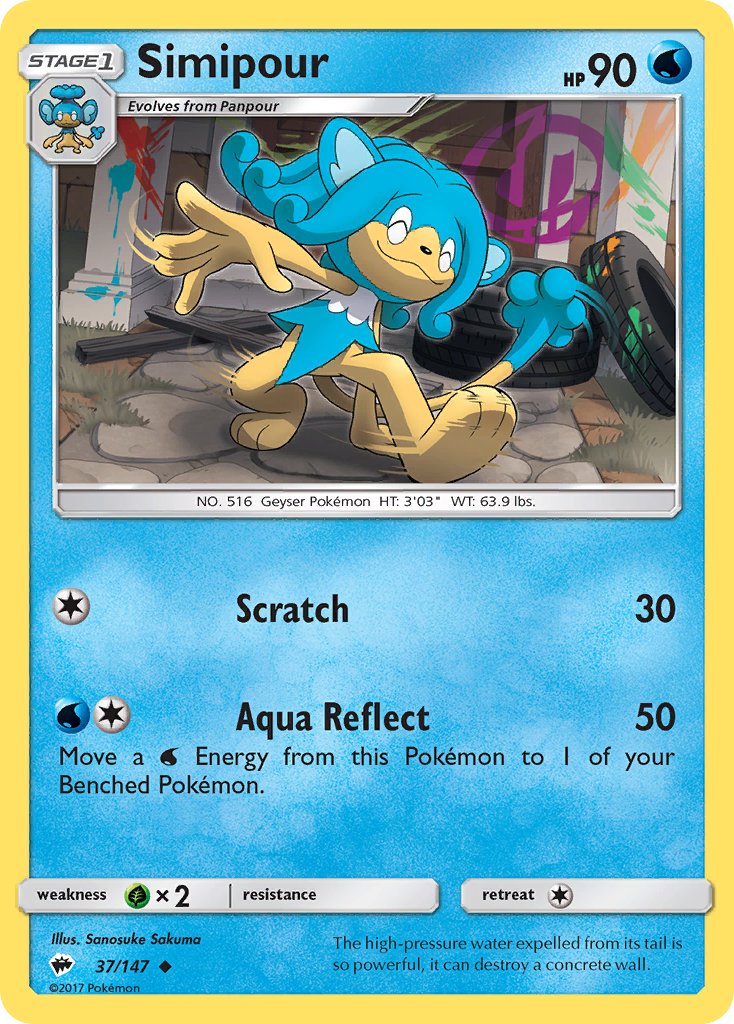 STAGE1
Simipour
HP 90
Evolves from Panpour
NO. 516 Geyser Pokémon HT: 3'03" WT: 63.9 lbs.
Scratch 30
Aqua Reflect 50
Move a Energy from this Pokémon to 1 of your
Benched Pokémon.
weakness ×2 resistance retreat
Illus. Sanosuke Sakuma
37/147
©2017 Pokémon
The high-pressure water expelled from its tail is
so powerful, it can destroy a concrete wall.